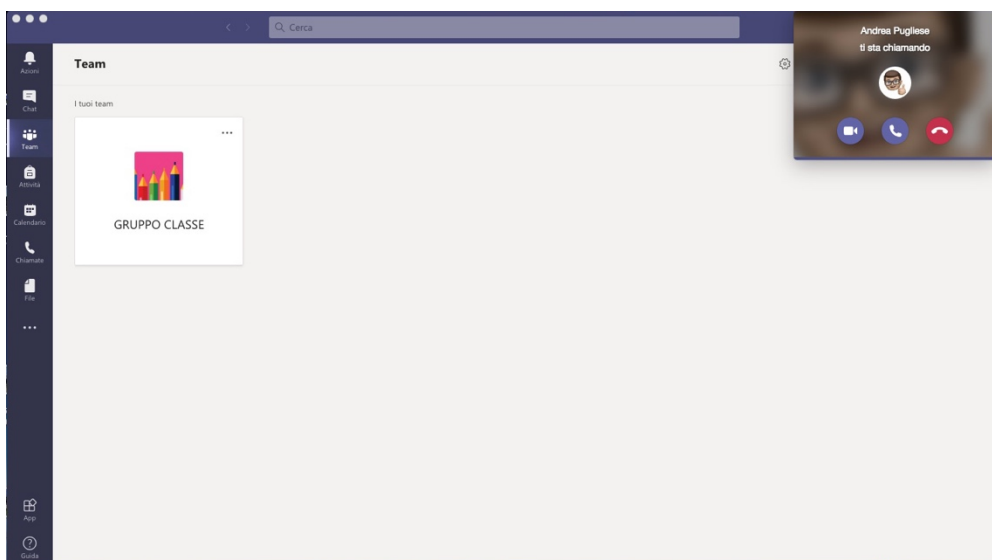 Cerca
Andrea Pugliese
ti sta chiamando
Azioni
Team
Chat
I tuoi team
Team
Attività
GRUPPO CLASSE
Calendario
Chiamate
File
App
Guida